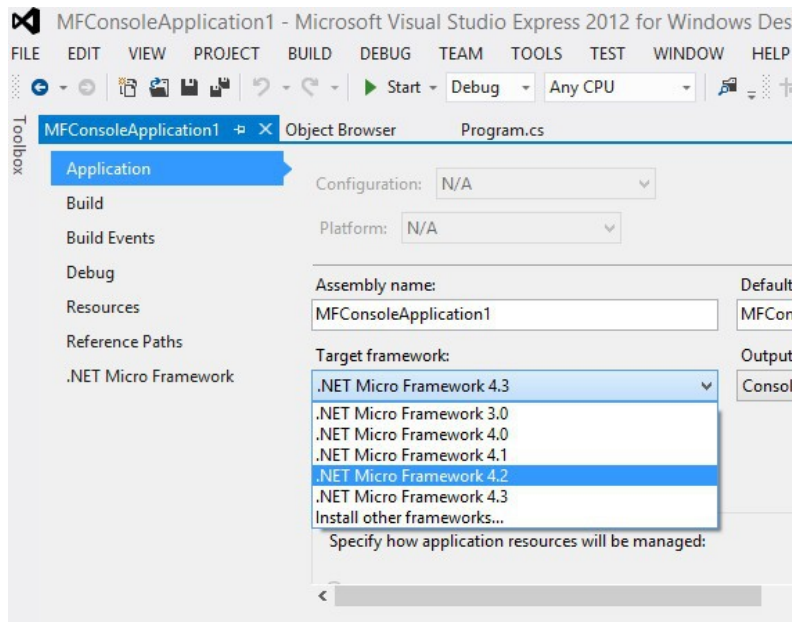 MFConsoleApplication1 - Microsoft Visual Studio Express 2012 for Windows Des
FILE EDIT VIEW PROJECT BUILD DEBUG TEAM TOOLS TEST WINDOW HELP
Start Debug Any CPU
Toolbox
MFConsoleApplication1 Object Browser Program.cs
Application
Build
Build Events
Debug
Resources
Reference Paths
.NET Micro Framework
Configuration: N/A
Platform: N/A
Assembly name: Default
MFConsoleApplication1 MFCon
Target framework: Output
.NET Micro Framework 4.3 Consol
.NET Micro Framework 3.0
.NET Micro Framework 4.0
.NET Micro Framework 4.1
.NET Micro Framework 4.2
.NET Micro Framework 4.3
Install other frameworks...
Specify how application resources will be managed: